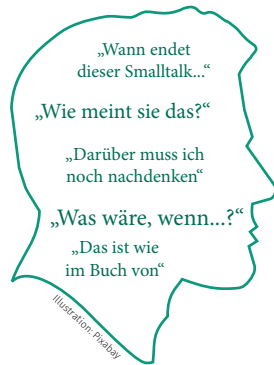 „Wann endet
dieser Smalltalk...“
„Wie meint sie das?“
„Darüber muss ich
noch nachdenken“
„Was wäre, wenn...?“
„Das ist wie
im Buch von“
Illustration: Pixabay